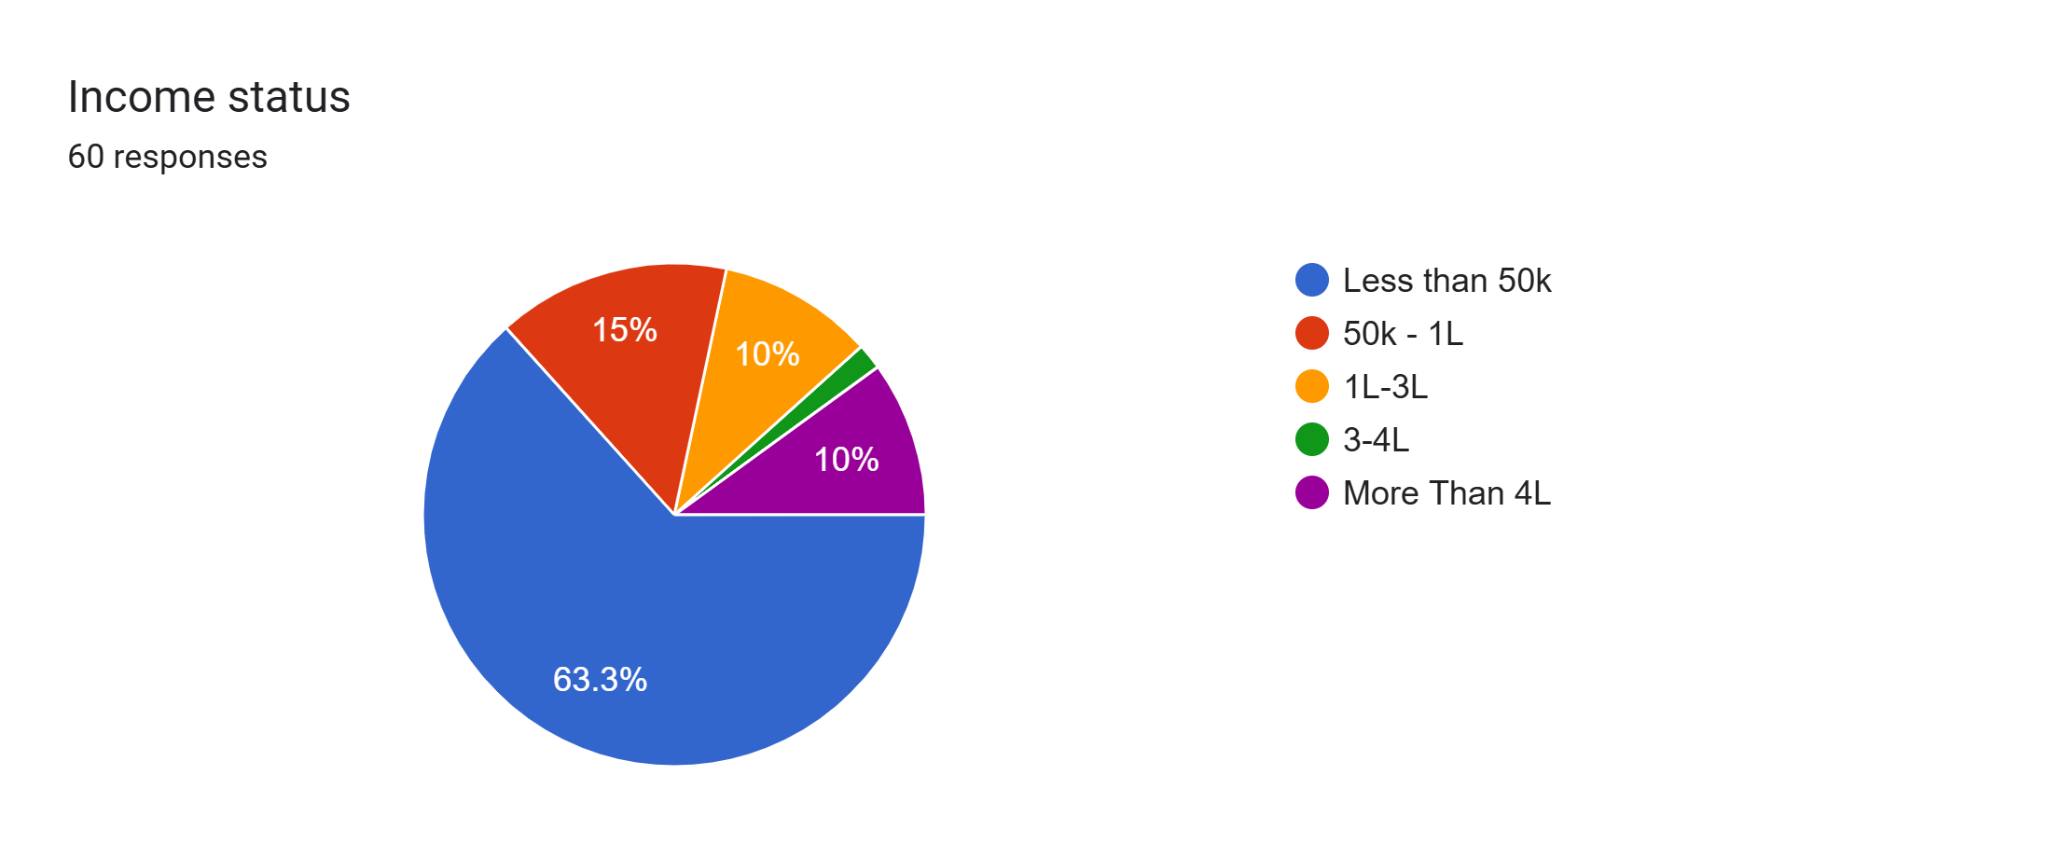 Income status
60 responses
15%
10%
10%
63.3%
Less than 50k
50k - 1L
1L-3L
3-4L
More Than 4L